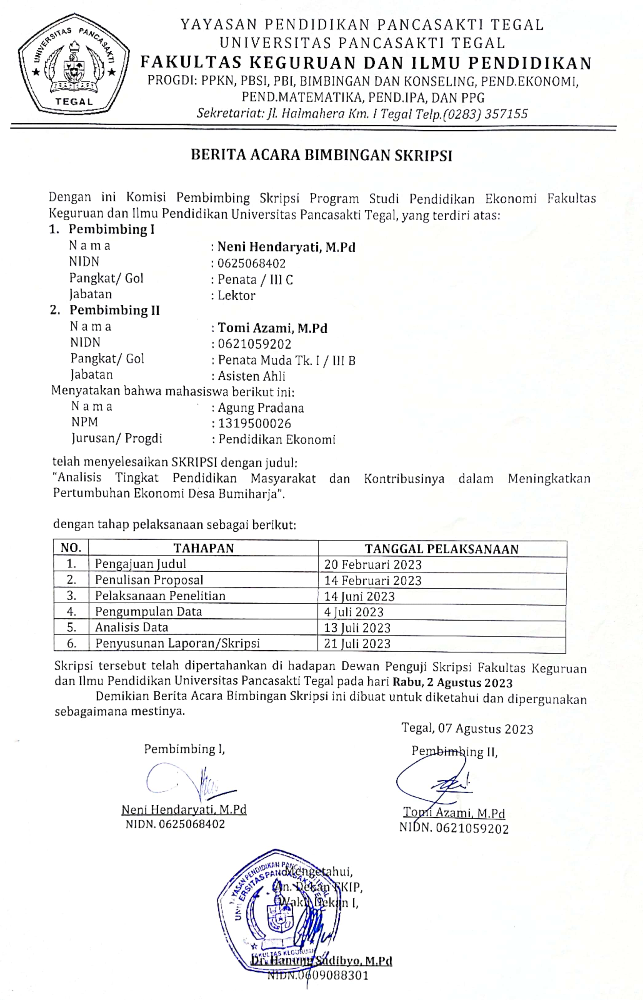 UNIVERSITAS PANCASAKTI
TEGAL
YAYASAN PENDIDIKAN PANCASAKTI TEGAL
UNIVERSITAS PANCASAKTI TEGAL
FAKULTAS KEGURUAN DAN ILMU PENDIDIKAN
PROGDI: PPKN, PBSI, PBI, BIMBINGAN DAN KONSELING, PEND.EKONOMI,
PEND.MATEMATIKA, PEND.IPA, DAN PPG
Sekretariat: Jl. Halmahera Km. I Tegal Telp.(0283) 357155
BERITA ACARA BIMBINGAN SKRIPSI
Dengan ini Komisi Pembimbing Skripsi Program Studi Pendidikan Ekonomi Fakultas
Keguruan dan Ilmu Pendidikan Universitas Pancasakti Tegal, yang terdiri atas:
1. Pembimbing I
N a m a : Neni Hendaryati, M.Pd
NIDN : 0625068402
Pangkat/ Gol : Penata / III C
Jabatan : Lektor
2. Pembimbing II
N a m a : Tomi Azami, M.Pd
NIDN : 0621059202
Pangkat/ Gol : Penata Muda Tk. I / III B
Jabatan : Asisten Ahli
Menyatakan bahwa mahasiswa berikut ini:
N a m a : Agung Pradana
NPM : 1319500026
Jurusan/ Progdi : Pendidikan Ekonomi
telah menyelesaikan SKRIPSI dengan judul:
"Analisis Tingkat Pendidikan Masyarakat dan Kontribusinya dalam Meningkatkan
Pertumbuhan Ekonomi Desa Bumiharja".
dengan tahap pelaksanaan sebagai berikut:
NO. TAHAPAN TANGGAL PELAKSANAAN
1. Pengajuan Judul 20 Februari 2023
2. Penulisan Proposal 14 Februari 2023
3. Pelaksanaan Penelitian 14 Juni 2023
4. Pengumpulan Data 4 Juli 2023
5. Analisis Data 13 Juli 2023
6. Penyusunan Laporan/Skripsi 21 Juli 2023
Skripsi tersebut telah dipertahankan di hadapan Dewan Penguji Skripsi Fakultas Keguruan
dan Ilmu Pendidikan Universitas Pancasakti Tegal pada hari Rabu, 2 Agustus 2023
Demikian Berita Acara Bimbingan Skripsi ini dibuat untuk diketahui dan dipergunakan
sebagaimana mestinya.
Tegal, 07 Agustus 2023
Pembimbing I, Pembimbing II,
Neni Hendaryati, M.Pd Tomi Azami, M.Pd
NIDN. 0625068402 NIDN. 0621059202
Mengetahui,
An. Dekan FKIP,
Wakil Dekan I,
YAYASAN PENDIDIKAN
FAKULTAS KEGURUAN
Dr. Hanung Sudibyo, M.Pd
NIDN.0609088301